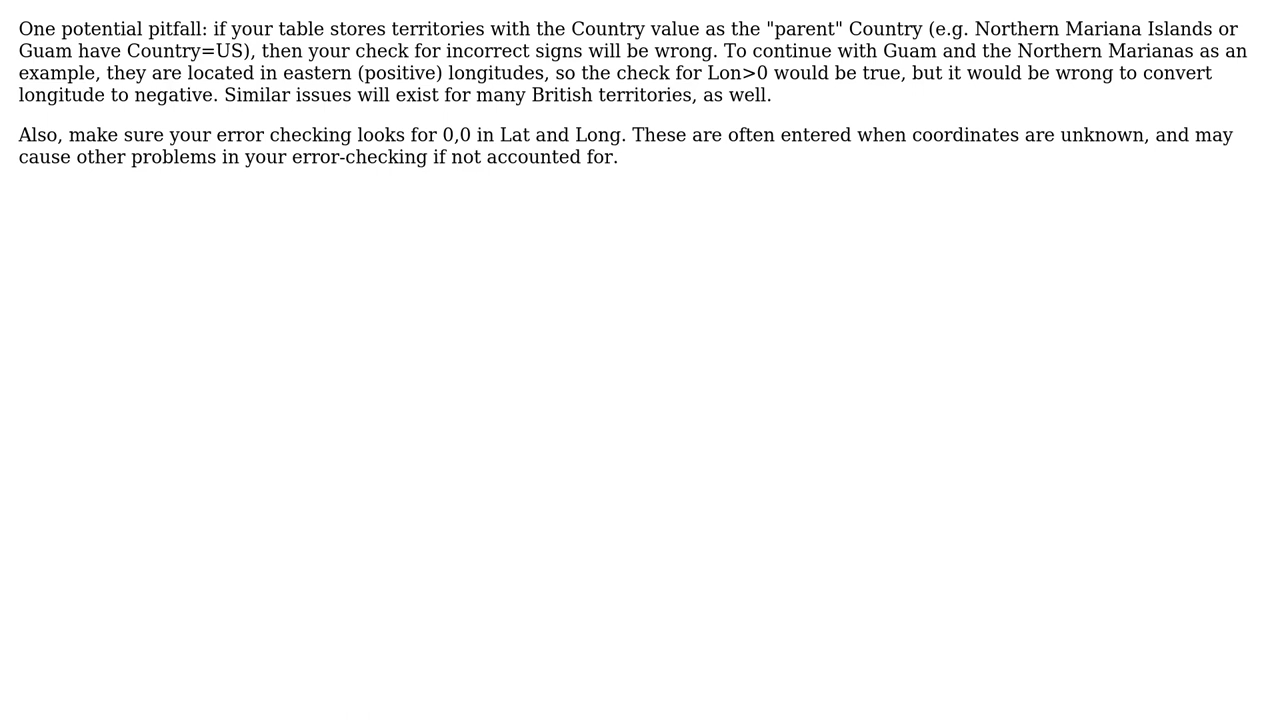 One potential pitfall: if your table stores territories with the Country value as the "parent" Country (e.g. Northern Mariana Islands or
Guam have Country=US), then your check for incorrect signs will be wrong. To continue with Guam and the Northern Marianas as an
example, they are located in eastern (positive) longitudes, so the check for Lon>0 would be true, but it would be wrong to convert
longitude to negative. Similar issues will exist for many British territories, as well.
Also, make sure your error checking looks for 0,0 in Lat and Long. These are often entered when coordinates are unknown, and may
cause other problems in your error-checking if not accounted for.